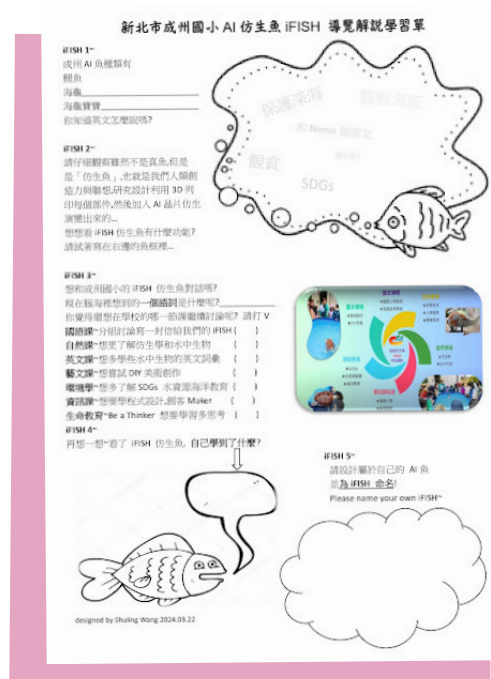 新北市成州國小 AI 仿生魚 iFISH 導覽解說學習單
iFISH 1~
成州 AI 魚種類有
鯉魚
海龜
海龜寶寶
你知道英文怎麼說嗎?
保護深海
觀察海底
和 Nemo 做朋友
觀賞
SDGs
iFISH 2~
請仔細觀察雖然不是真魚,但是
是「仿生魚」,也就是我們人類創
造力與聯想,研究設計利用 3D 列
印每個部件,然後加入 AI 晶片仿生
演變出來的…
想想看 iFISH 仿生魚有什麼功能?
請試著寫在右邊的魚框裡…
iFISH 3~
想和成州國小的 iFISH 仿生魚對話嗎?
現在腦海裡想到的一個語詞是什麼呢?
你覺得還想在學校的哪一節課繼續討論呢? 請打 V
國語課~分組討論寫一封信給我們的 iFISH ( )
自然課~想更了解仿生學和水中生物 ( )
英文課~想多學些水中生物的英文詞彙 ( )
藝文課~想嘗試 DIY 美術創作 ( )
環境學~想多了解 SDGs 水資源海洋教育 ( )
資訊課~想要學程式設計,創客 Maker ( )
生命教育~Be a Thinker 想要學習多思考 ( )
iFISH 4~
再想一想~看了 iFISH 仿生魚, 自己學到了什麼?
iFISH 5~
請設計屬於自己的 AI 魚
並為 iFISH 命名!
Please name your own iFISH~
designed by Shuling Wang 2024.03.22